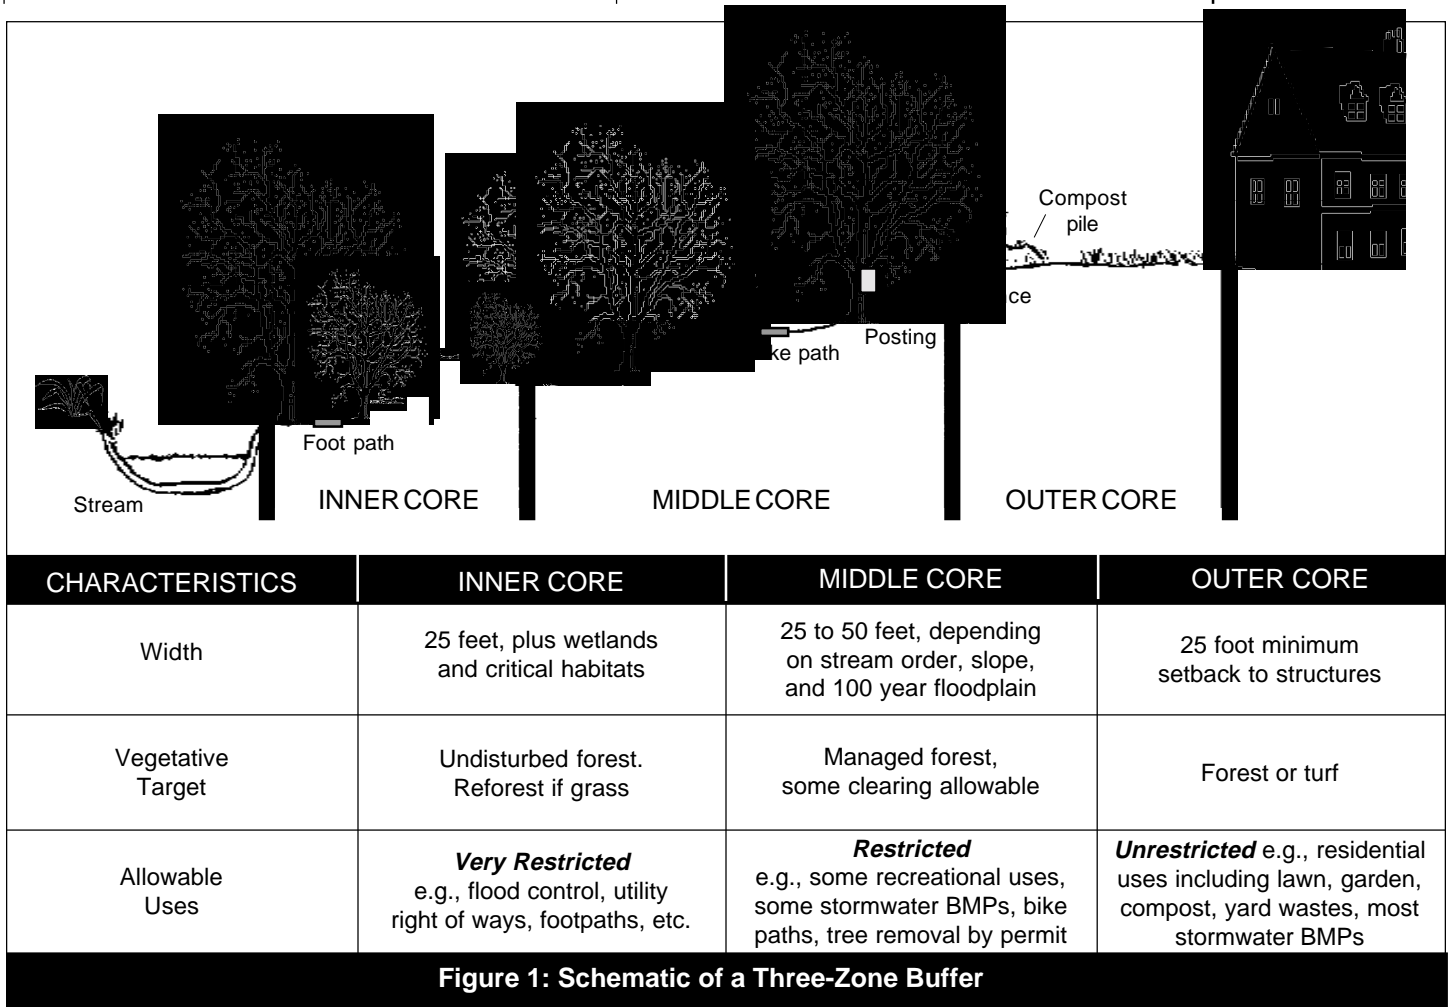 Compost
pile
Posting
path
Foot path
Stream
INNER CORE
MIDDLE CORE
OUTER CORE
CHARACTERISTICS
INNER CORE
MIDDLE CORE
OUTER CORE
Width
25 feet, plus wetlands
and critical habitats
25 to 50 feet, depending
on stream order, slope,
and 100 year floodplain
25 foot minimum
setback to structures
Vegetative
Target
Undisturbed forest.
Reforest if grass
Managed forest,
some clearing allowable
Forest or turf
Allowable
Uses
Very Restricted
e.g., flood control, utility
right of ways, footpaths, etc.
Restricted
e.g., some recreational uses,
some stormwater BMPs, bike
paths, tree removal by permit
Unrestricted e.g., residential
uses including lawn, garden,
compost, yard wastes, most
stormwater BMPs
Figure 1: Schematic of a Three-Zone Buffer